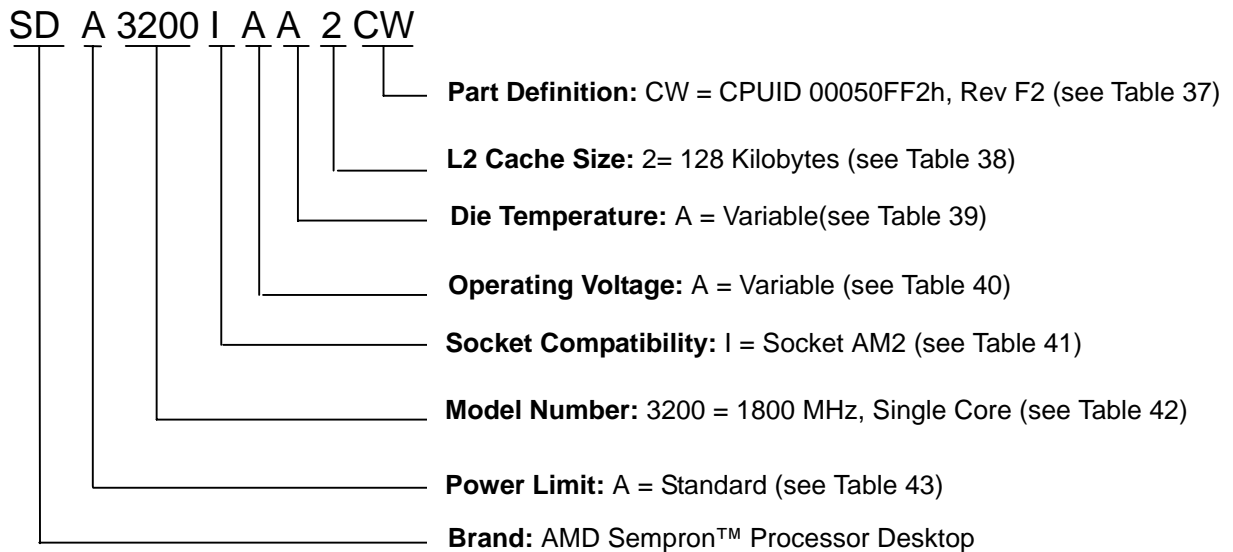 SD A 3200 I A A 2 CW
Part Definition: CW = CPUID 00050FF2h, Rev F2 (see Table 37)
L2 Cache Size: 2= 128 Kilobytes (see Table 38)
Die Temperature: A = Variable(see Table 39)
Operating Voltage: A = Variable (see Table 40)
Socket Compatibility: I = Socket AM2 (see Table 41)
Model Number: 3200 = 1800 MHz, Single Core (see Table 42)
Power Limit: A = Standard (see Table 43)
Brand: AMD Sempron™ Processor Desktop